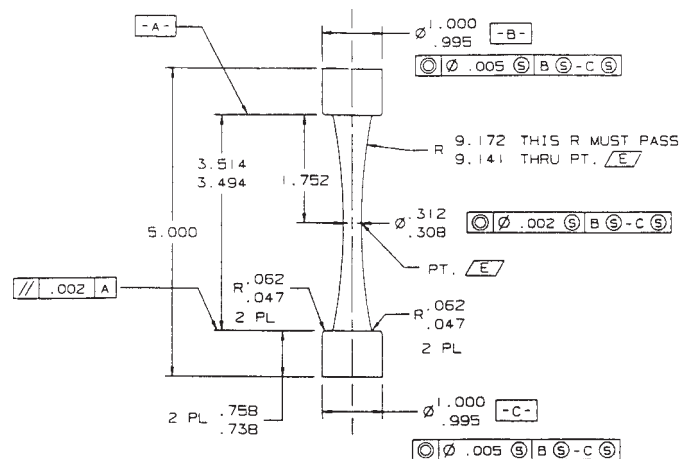 -A-
Ø 1.000
.995
-B-
◎ Ø .005 Ⓢ B Ⓢ-C Ⓢ
R 9.172 THIS R MUST PASS
9.141 THRU PT. E
3.514
3.494
1.752
5.000
Ø .312
.308
◎ Ø .002 Ⓢ B Ⓢ-C Ⓢ
PT. E
// .002 A
R .062
.047
2 PL
R .062
.047
2 PL
2 PL .758
.738
Ø 1.000
.995
-C-
◎ Ø .005 Ⓢ B Ⓢ-C Ⓢ